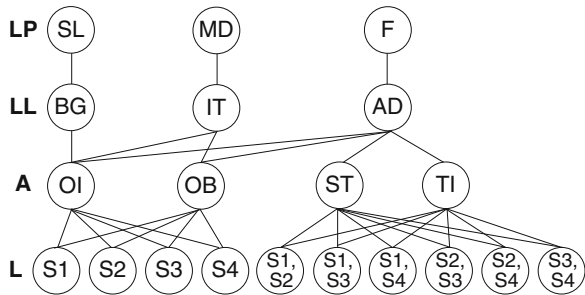 LP SL MD F
LL BG IT AD
A OI OB ST TI
L S1 S2 S3 S4 S1, S2 S1, S3 S1, S4 S2, S3 S2, S4 S3, S4